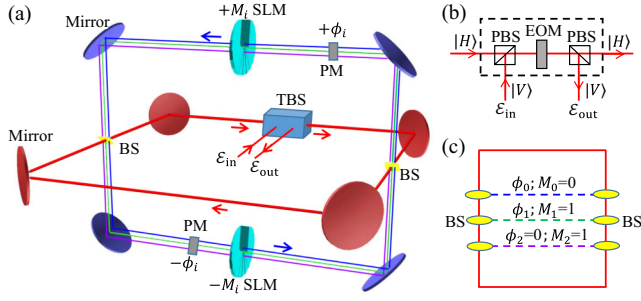 (a)
Mirror
+M_i SLM
+ϕ_i
PM
TBS
Mirror
BS
ℰ_in
ℰ_out
BS
PM
−ϕ_i
−M_i SLM
(b)
EOM
PBS
PBS
|H⟩
|H⟩
|V⟩
|V⟩
ℰ_in
ℰ_out
(c)
ϕ_0; M_0=0
ϕ_1; M_1=1
BS
BS
ϕ_2=0; M_2=1